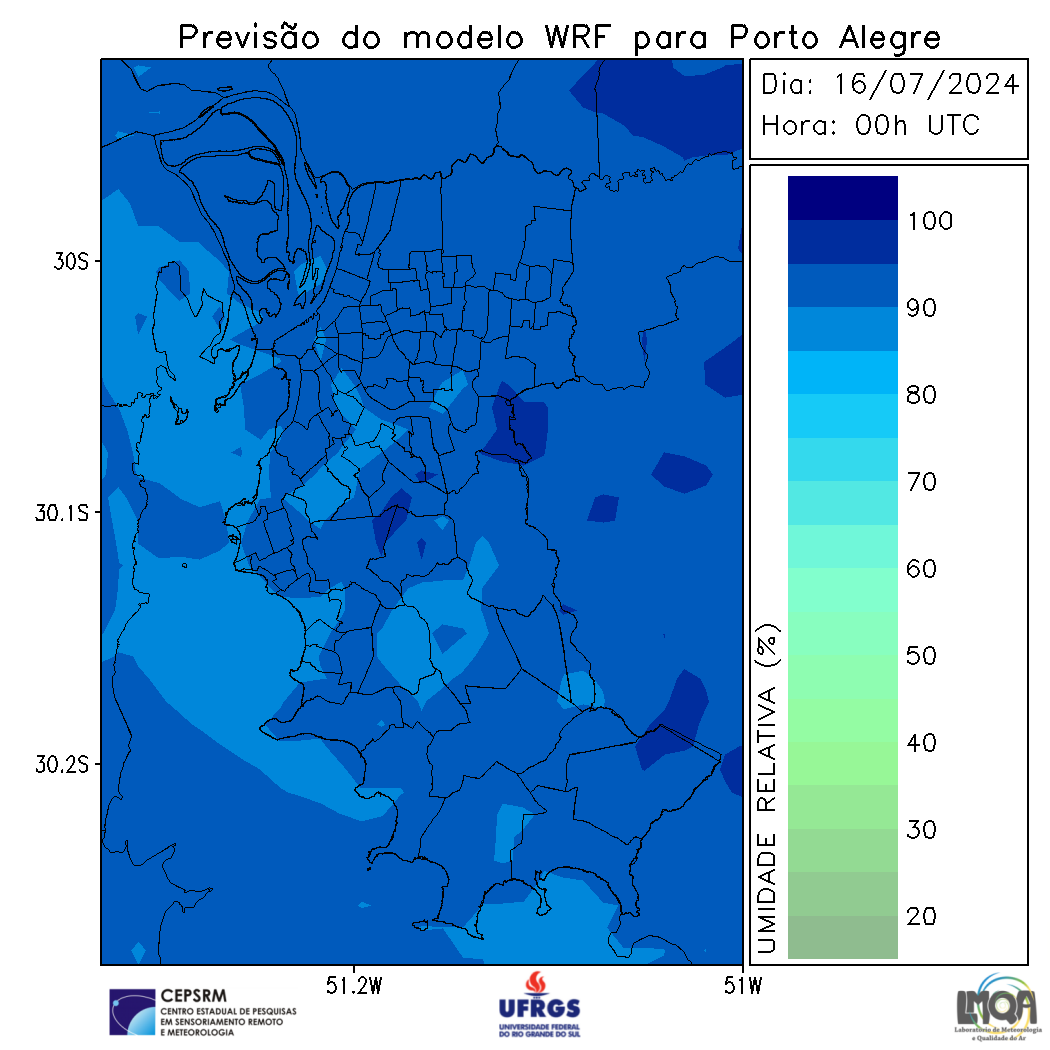 Previsão do modelo WRF para Porto Alegre
Dia: 16/07/2024
Hora: 00h UTC
100
90
80
70
60
50
40
30
20
UMIDADE RELATIVA (%)
30S
30.1S
30.2S
51.2W
51W
CEPSRM
CENTRO ESTADUAL DE PESQUISAS
EM SENSORIAMENTO REMOTO
E METEOROLOGIA
UFRGS
UNIVERSIDADE FEDERAL
DO RIO GRANDE DO SUL
LMQA
Laboratório de Meteorologia
e Qualidade do Ar